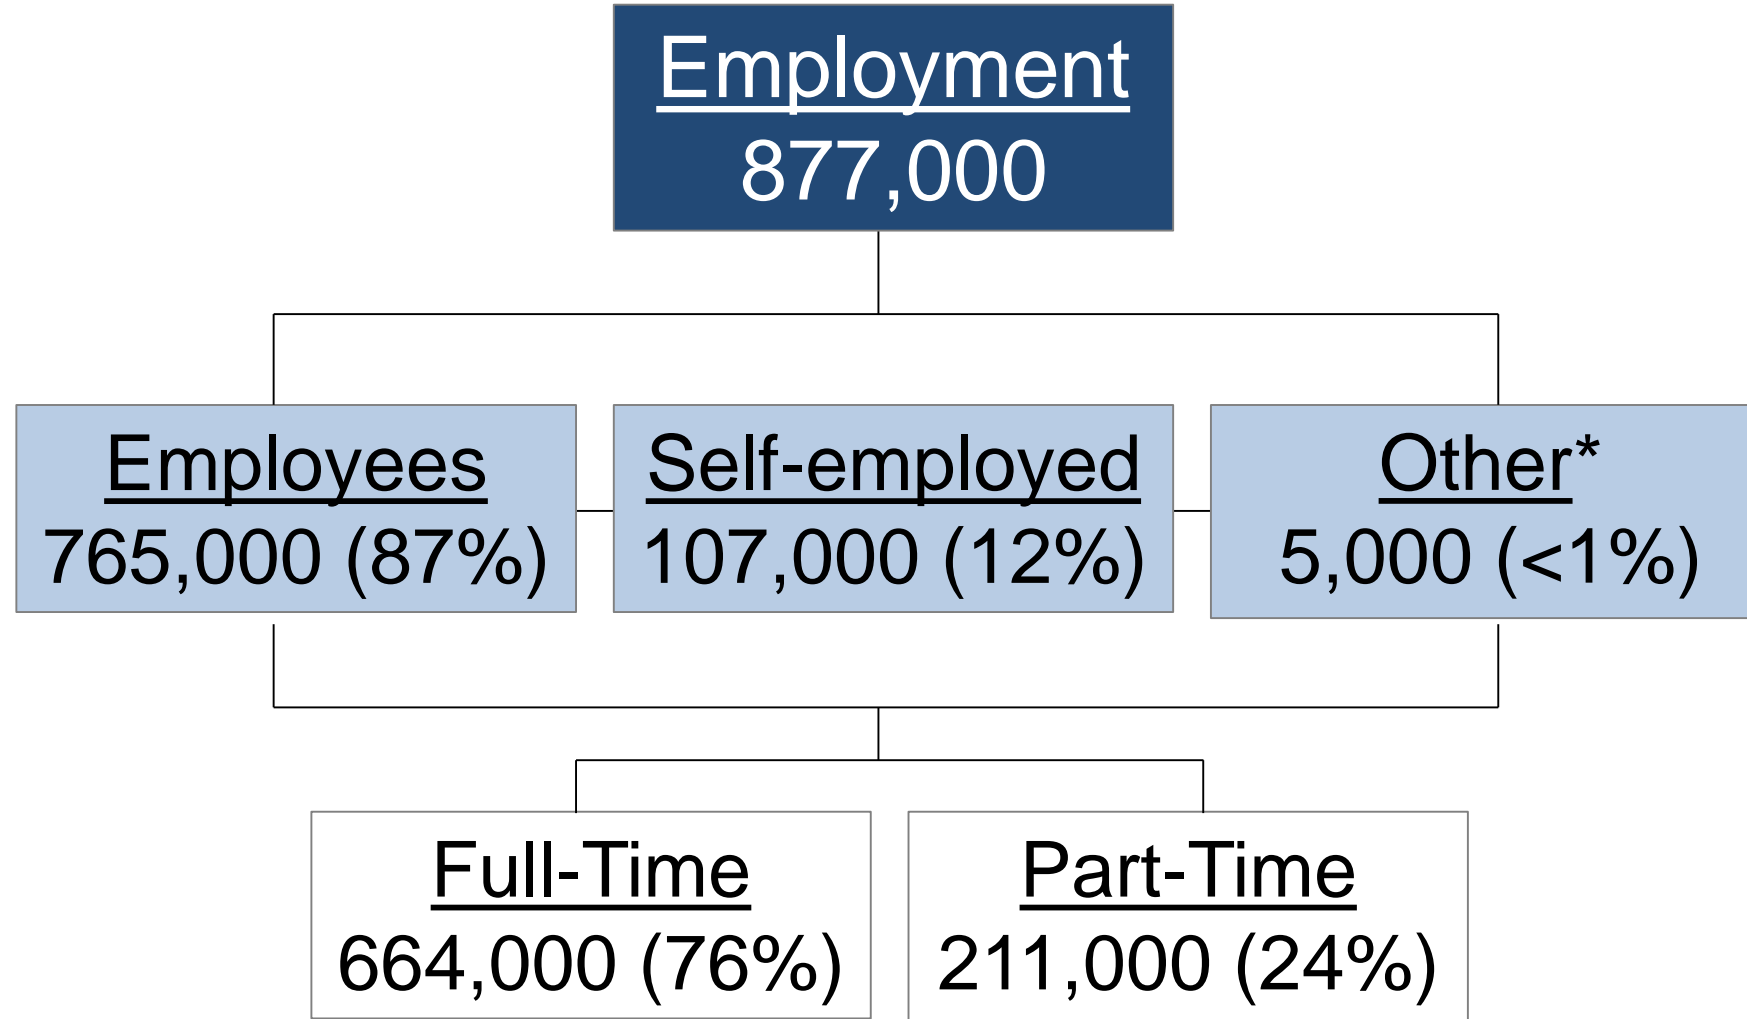 Employment
877,000
Employees
765,000 (87%)
Self-employed
107,000 (12%)
Other*
5,000 (<1%)
Full-Time
664,000 (76%)
Part-Time
211,000 (24%)